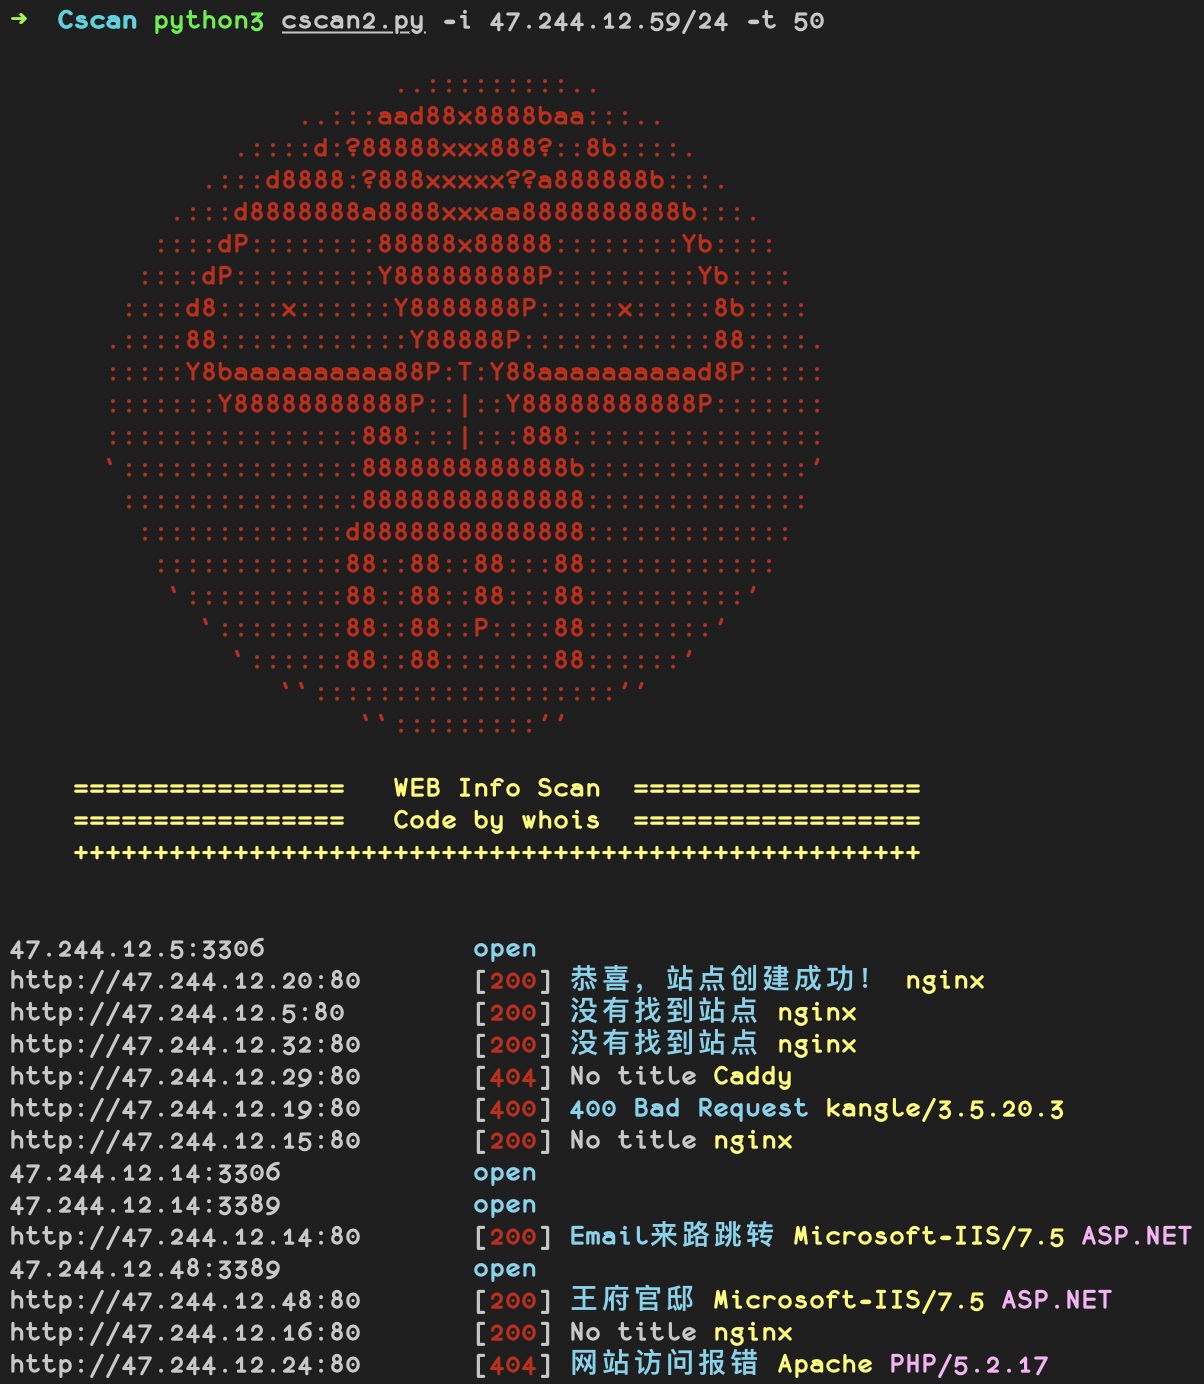 ➜  Cscan python3 cscan2.py -i 47.244.12.59/24 -t 50
                        ..:::::::::..
                  ..:::aad88x8888baa:::..
              .::::d:?88888xxx888?::8b::::.
            .:::d8888:?888xxxxx??a888888b:::.
          .:::d8888888a8888xxxaa8888888888b::::.
         ::::dP::::::::88888x88888::::::::Yb::::
        ::::dP:::::::::Y888888888P:::::::::Yb::::
       ::::d8::::x::::::Y8888888P:::::x:::::8b::::
      .::::88::::::::::::Y88888P::::::::::::88::::.
      :::::Y8baaaaaaaaaa88P:T:Y88aaaaaaaaaad8P:::::
      :::::::Y88888888888P::|::Y88888888888P:::::::
      ::::::::::::::::888:::|:::888::::::::::::::::
      `:::::::::::::::8888888888888b::::::::::::::'
       :::::::::::::::88888888888888::::::::::::::
        :::::::::::::d88888888888888:::::::::::::
         ::::::::::::88::88::88:::88::::::::::::
          `::::::::::88::88::88:::88::::::::::'
            `::::::::88::88::P::::88::::::::'
              `::::::88::88:::::::88::::::'
                 ``:::::::::::::::::::''
                      ``:::::::::''
=================   WEB Info Scan  ==================
=================   Code by whois  ==================
+++++++++++++++++++++++++++++++++++++++++++++++++++++
47.244.12.5:3306             open
http://47.244.12.20:80       [200] 恭喜，站点创建成功！ nginx
http://47.244.12.5:80        [200] 没有找到站点 nginx
http://47.244.12.32:80       [200] 没有找到站点 nginx
http://47.244.12.29:80       [404] No title Caddy
http://47.244.12.19:80       [400] 400 Bad Request kangle/3.5.20.3
http://47.244.12.15:80       [200] No title nginx
47.244.12.14:3306            open
47.244.12.14:3389            open
http://47.244.12.14:80       [200] Email来路跳转 Microsoft-IIS/7.5 ASP.NET
47.244.12.48:3389            open
http://47.244.12.48:80       [200] 王府官邸 Microsoft-IIS/7.5 ASP.NET
http://47.244.12.16:80       [200] No title nginx
http://47.244.12.24:80       [404] 网站访问报错 Apache PHP/5.2.17